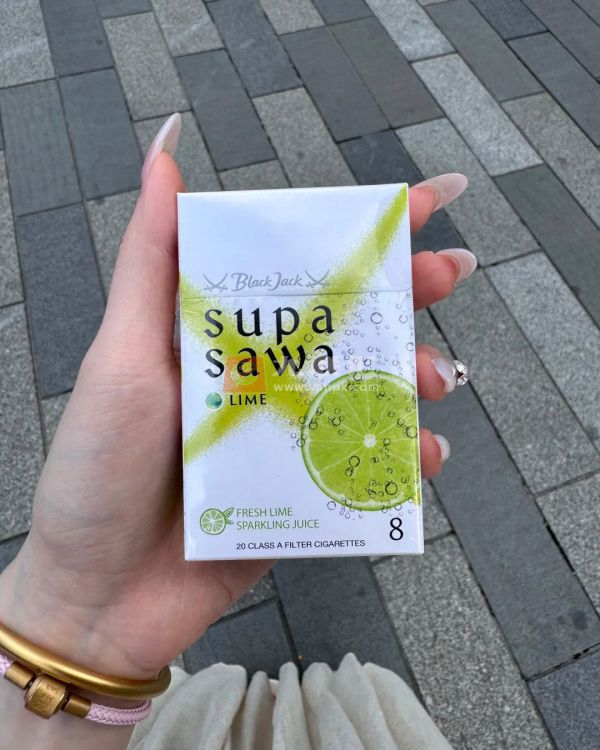 Black Jack
supa
sawa
LIME
FRESH LIME
SPARKLING JUICE
20 CLASS A FILTER CIGARETTES
8